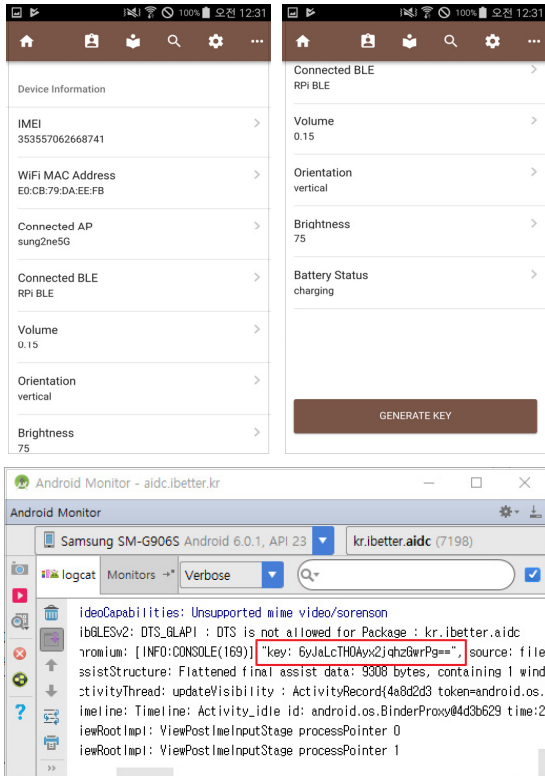 100% 오전 12:31
Device Information
IMEI
353557062668741
WiFi MAC Address
E0:CB:79:DA:EE:FB
Connected AP
sung2ne5G
Connected BLE
RPi BLE
Volume
0.15
Orientation
vertical
Brightness
75
100% 오전 12:31
Connected BLE
RPi BLE
Volume
0.15
Orientation
vertical
Brightness
75
Battery Status
charging
GENERATE KEY
Android Monitor - aidc.ibetter.kr
Android Monitor
Samsung SM-G906S Android 6.0.1, API 23
kr.ibetter.aidc (7198)
logcat
Monitors
Verbose
ideoCapabilities: Unsupported mime video/sorenson
ibGLESv2: DTS_GLAPI : DTS is not allowed for Package : kr.ibetter.aidc
hromium: [INFO:CONSOLE(169)] "key: 6yJaLcTHOAyx2jqhzGwrPg==", source: file
ssistStructure: Flattened final assist data: 9308 bytes, containing 1 wind
ctivityThread: updateVisibility : ActivityRecord{4a8d2d3 token=android.os.
imeline: Timeline: Activity_idle id: android.os.BinderProxy@4d3b629 time:2
iewRootImpl: ViewPostImeInputStage processPointer 0
iewRootImpl: ViewPostImeInputStage processPointer 1